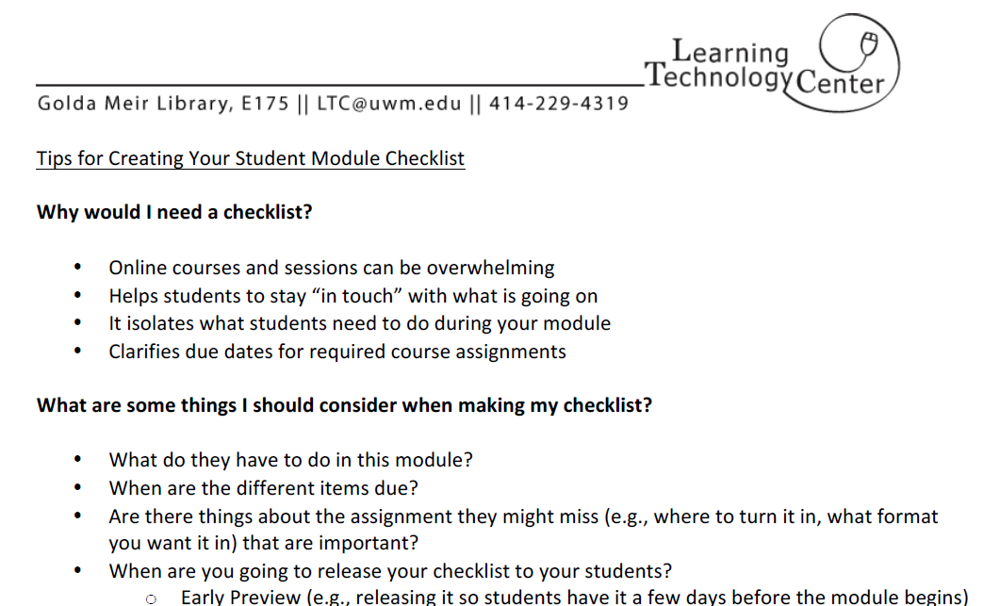 Learning
Technology Center
Golda Meir Library, E175 || LTC@uwm.edu || 414-229-4319
Tips for Creating Your Student Module Checklist
Why would I need a checklist?
• Online courses and sessions can be overwhelming
• Helps students to stay “in touch” with what is going on
• It isolates what students need to do during your module
• Clarifies due dates for required course assignments
What are some things I should consider when making my checklist?
• What do they have to do in this module?
• When are the different items due?
• Are there things about the assignment they might miss (e.g., where to turn it in, what format
you want it in) that are important?
• When are you going to release your checklist to your students?
○ Early Preview (e.g., releasing it so students have it a few days before the module begins)